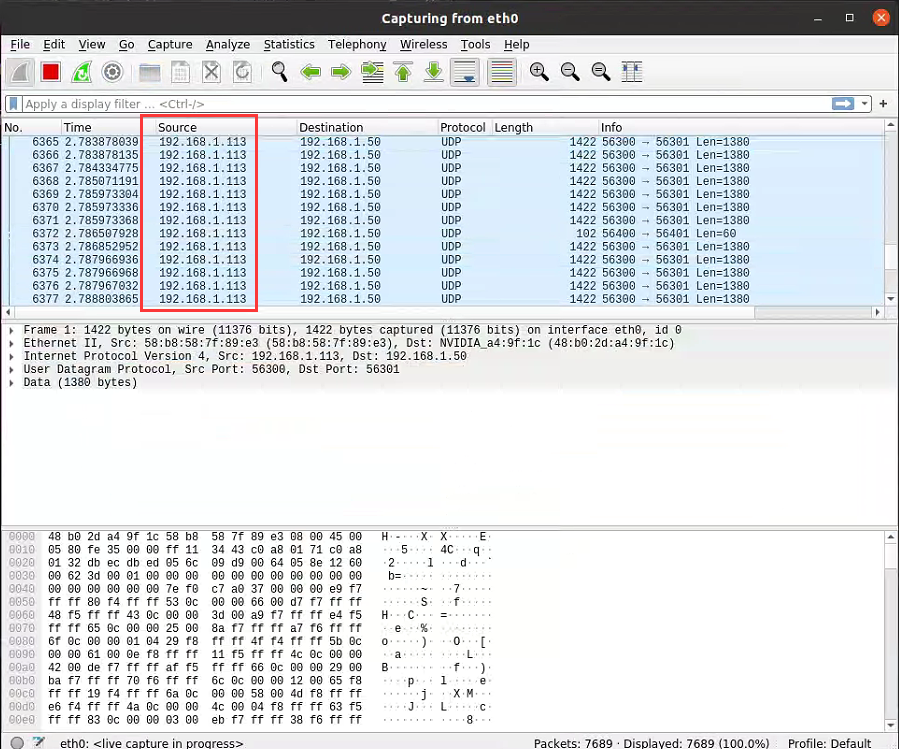 Capturing from eth0
File Edit View Go Capture Analyze Statistics Telephony Wireless Tools Help
Apply a display filter ... <Ctrl-/>
No. Time Source Destination Protocol Length Info
6365 2.783878039 192.168.1.113 192.168.1.50 UDP 1422 56300 → 56301 Len=1380
6366 2.783878135 192.168.1.113 192.168.1.50 UDP 1422 56300 → 56301 Len=1380
6367 2.784334775 192.168.1.113 192.168.1.50 UDP 1422 56300 → 56301 Len=1380
6368 2.785071191 192.168.1.113 192.168.1.50 UDP 1422 56300 → 56301 Len=1380
6369 2.785973304 192.168.1.113 192.168.1.50 UDP 1422 56300 → 56301 Len=1380
6370 2.785973336 192.168.1.113 192.168.1.50 UDP 1422 56300 → 56301 Len=1380
6371 2.785973368 192.168.1.113 192.168.1.50 UDP 1422 56300 → 56301 Len=1380
6372 2.786507928 192.168.1.113 192.168.1.50 UDP 102 56400 → 56401 Len=60
6373 2.786852952 192.168.1.113 192.168.1.50 UDP 1422 56300 → 56301 Len=1380
6374 2.787966936 192.168.1.113 192.168.1.50 UDP 1422 56300 → 56301 Len=1380
6375 2.787966968 192.168.1.113 192.168.1.50 UDP 1422 56300 → 56301 Len=1380
6376 2.787967032 192.168.1.113 192.168.1.50 UDP 1422 56300 → 56301 Len=1380
6377 2.788803865 192.168.1.113 192.168.1.50 UDP 1422 56300 → 56301 Len=1380
Frame 1: 1422 bytes on wire (11376 bits), 1422 bytes captured (11376 bits) on interface eth0, id 0
Ethernet II, Src: 58:b8:58:7f:89:e3 (58:b8:58:7f:89:e3), Dst: NVIDIA_a4:9f:1c (48:b0:2d:a4:9f:1c)
Internet Protocol Version 4, Src: 192.168.1.113, Dst: 192.168.1.50
User Datagram Protocol, Src Port: 56300, Dst Port: 56301
Data (1380 bytes)
0000 48 b0 2d a4 9f 1c 58 b8 58 7f 89 e3 08 00 45 00 H·-···X· X·····E·
0010 05 80 fe 35 00 00 ff 11 34 43 c0 a8 01 71 c0 a8 ···5···· 4C···q··
0020 01 32 db ec db ed 05 6c 09 d9 00 64 05 8e 12 60 ·2·····l ···d···`
0030 00 62 3d 00 01 00 00 00 00 00 00 00 00 00 00 00 ·b=····· ········
0040 00 00 00 00 00 00 7e f0 c7 a0 37 00 00 00 e9 f7 ······~· ··7·····
0050 ff ff 80 f4 ff ff 53 0c 00 00 66 00 d7 f7 ff ff ······S· ··f·····
0060 48 f5 ff ff 43 0c 00 00 3d 00 a9 f7 ff ff e4 f5 H···C··· =·······
0070 ff ff 65 0c 00 00 25 00 8a f7 ff ff a7 f6 ff ff ··e···%· ········
0080 6f 0c 00 00 01 04 29 f8 ff ff 4f f4 ff ff 5b 0c o·····)· ··O···[·
0090 00 00 61 00 0e f8 ff ff 11 f5 ff ff 4c 0c 00 00 ··a····· ····L···
00a0 42 00 de f7 ff ff af f5 ff ff 66 0c 00 00 29 00 B······· ··f···)·
00b0 ba f7 ff ff 70 f6 ff ff 6c 0c 00 00 12 00 65 f8 ····p··· l·····e·
00c0 ff ff 19 f4 ff ff 6a 0c 00 00 58 00 4d f8 ff ff ······j· ··X·M···
00d0 e6 f4 ff ff 4a 0c 00 00 4c 00 04 f8 ff ff 63 f5 ····J··· L·····c·
00e0 ff ff 83 0c 00 00 03 00 eb f7 ff ff 38 f6 ff ff ········ ····8···
eth0: <live capture in progress> Packets: 7689 · Displayed: 7689 (100.0%) Profile: Default